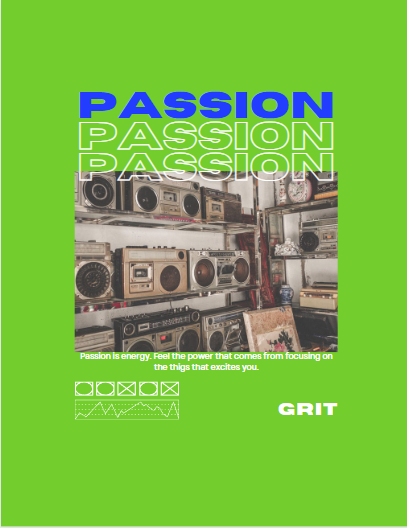 PASSION
PASSION
PASSION
Passion is energy. Feel the power that comes from focusing on
the thigs that excites you.
GRIT